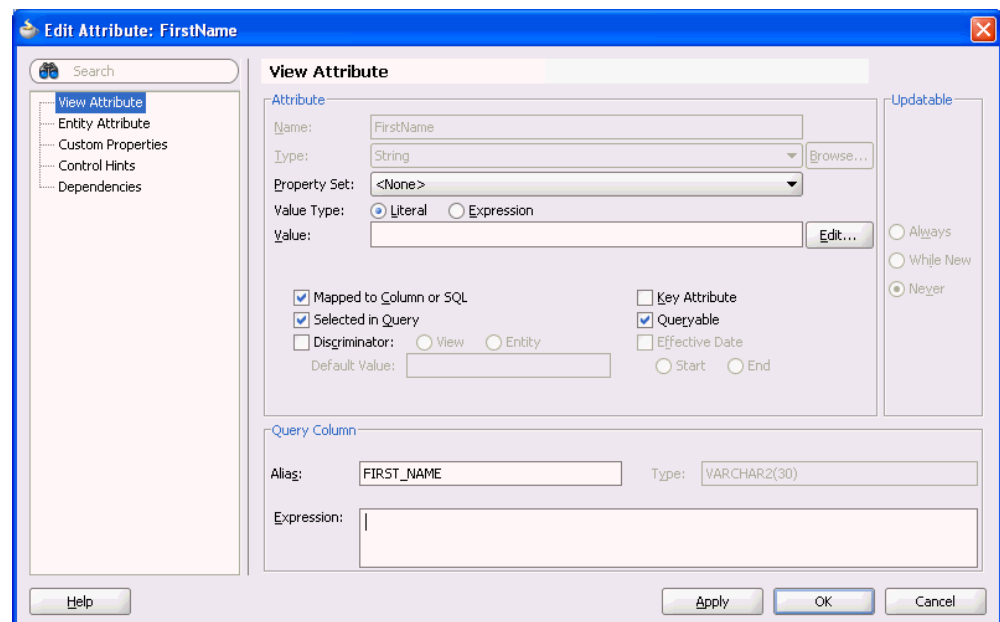 Edit Attribute: FirstName
Search
View Attribute
Entity Attribute
Custom Properties
Control Hints
Dependencies
View Attribute
Attribute
Name: FirstName
Type: String Browse...
Property Set: <None>
Value Type: Literal Expression
Value: Edit...
Mapped to Column or SQL Key Attribute
Selected in Query Queryable
Discriminator: View Entity Effective Date
Default Value: Start End
Updatable
Always
While New
Never
Query Column
Alias: FIRST_NAME Type: VARCHAR2(30)
Expression:
Help Apply OK Cancel